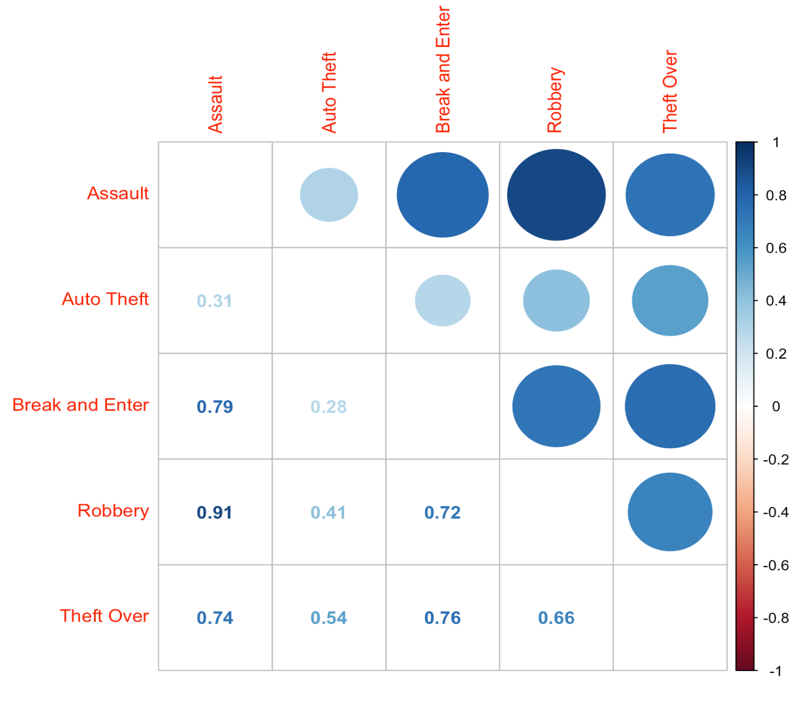 Assault
Auto Theft
Break and Enter
Robbery
Theft Over
Assault
Auto Theft 0.31
Break and Enter 0.79 0.28
Robbery 0.91 0.41 0.72
Theft Over 0.74 0.54 0.76 0.66
1
0.8
0.6
0.4
0.2
0
-0.2
-0.4
-0.6
-0.8
-1